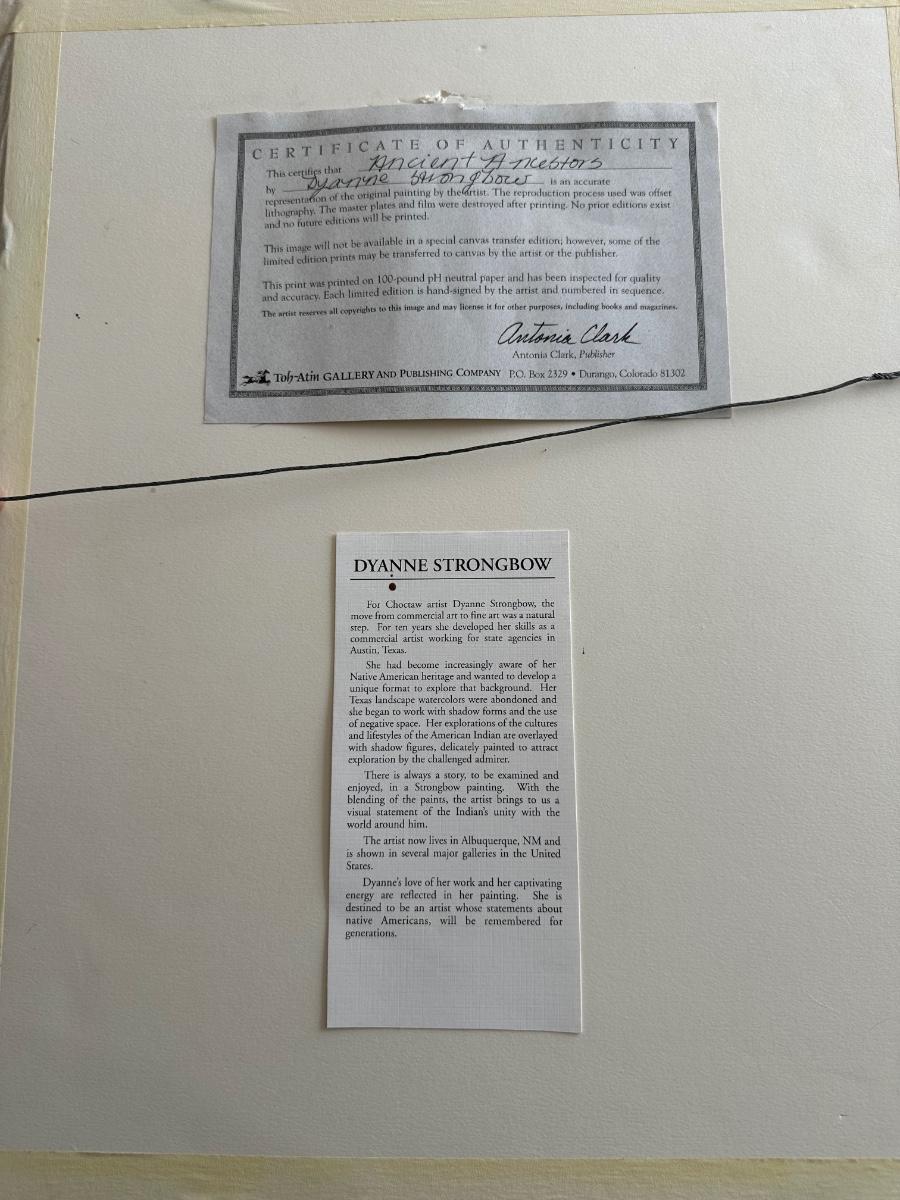 CERTIFICATE OF AUTHENTICITY
This certifies that Ancient Ancestors
by Dyanne Strongbow is an accurate
representation of the original painting by the artist. The reproduction process used was offset
lithography. The master plates and film were destroyed after printing. No prior editions exist
and no future editions will be printed.
This image will not be available in a special canvas transfer edition; however, some of the
limited edition prints may be transferred to canvas by the artist or the publisher.
This print was printed on 100-pound pH neutral paper and has been inspected for quality
and accuracy. Each limited edition is hand-signed by the artist and numbered in sequence.
The artist reserves all copyrights to this image and may license it for other purposes, including books and magazines.
Antonia Clark
Antonia Clark, Publisher
Toh-Atin GALLERY AND PUBLISHING COMPANY P.O. Box 2329 • Durango, Colorado 81302
DYANNE STRONGBOW
For Choctaw artist Dyanne Strongbow, the
move from commercial art to fine art was a natural
step. For ten years she developed her skills as a
commercial artist working for state agencies in
Austin, Texas.
She had become increasingly aware of her
Native American heritage and wanted to develop a
unique format to explore that background. Her
Texas landscape watercolors were abondoned and
she began to work with shadow forms and the use
of negative space. Her explorations of the cultures
and lifestyles of the American Indian are overlayed
with shadow figures, delicately painted to attract
exploration by the challenged admirer.
There is always a story, to be examined and
enjoyed, in a Strongbow painting. With the
blending of the paints, the artist brings to us a
visual statement of the Indian's unity with the
world around him.
The artist now lives in Albuquerque, NM and
is shown in several major galleries in the United
States.
Dyanne's love of her work and her captivating
energy are reflected in her painting. She is
destined to be an artist whose statements about
native Americans, will be remembered for
generations.